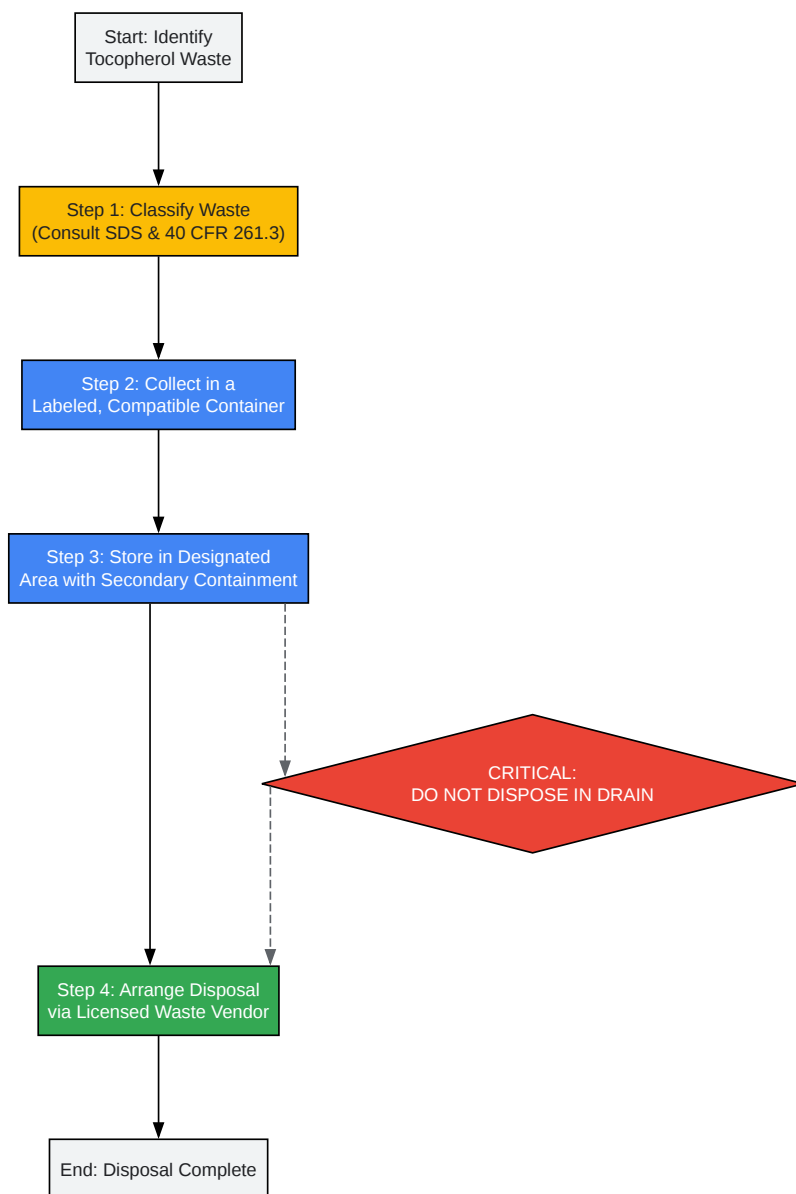 Start: Identify
Tocopherol Waste
Step 1: Classify Waste
(Consult SDS & 40 CFR 261.3)
Step 2: Collect in a
Labeled, Compatible Container
Step 3: Store in Designated
Area with Secondary Containment
CRITICAL:
DO NOT DISPOSE IN DRAIN
Step 4: Arrange Disposal
via Licensed Waste Vendor
End: Disposal Complete